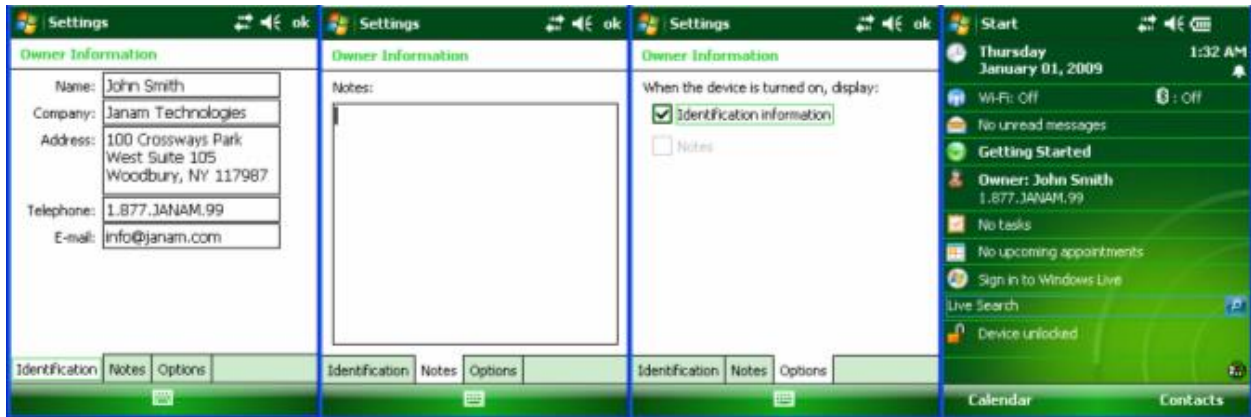 Settings
ok
Owner Information
Name: John Smith
Company: Janam Technologies
Address: 100 Crossways Park
West Suite 105
Woodbury, NY 117987
Telephone: 1.877.JANAM.99
E-mail: info@janam.com
Identification Notes Options
Settings
ok
Owner Information
Notes:
Identification Notes Options
Settings
ok
Owner Information
When the device is turned on, display:
Identification information
Notes
Identification Notes Options
Start
Thursday 1:32 AM
January 01, 2009
Wi-Fi: Off : Off
No unread messages
Getting Started
Owner: John Smith
1.877.JANAM.99
No tasks
No upcoming appointments
Sign in to Windows Live
Live Search
Device unlocked
Calendar Contacts